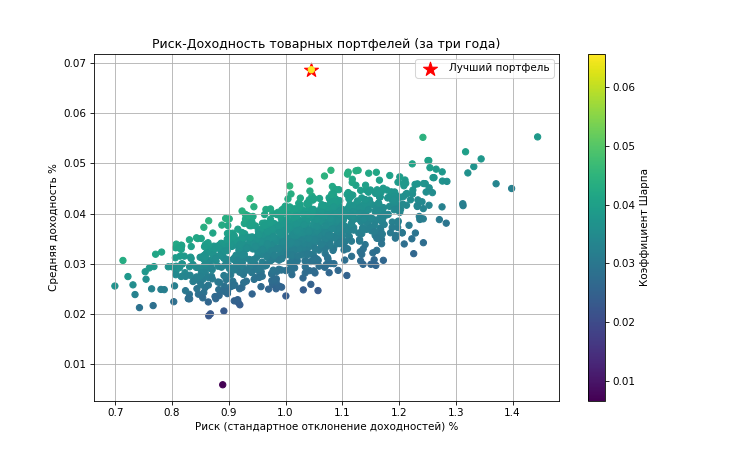 Риск-Доходность товарных портфелей (за три года)
Лучший портфель
Средняя доходность %
0.07
0.06
0.05
0.04
0.03
0.02
0.01
0.7 0.8 0.9 1.0 1.1 1.2 1.3 1.4
Риск (стандартное отклонение доходностей) %
0.06
0.05
0.04
0.03
0.02
0.01
Коэффициент Шарпа